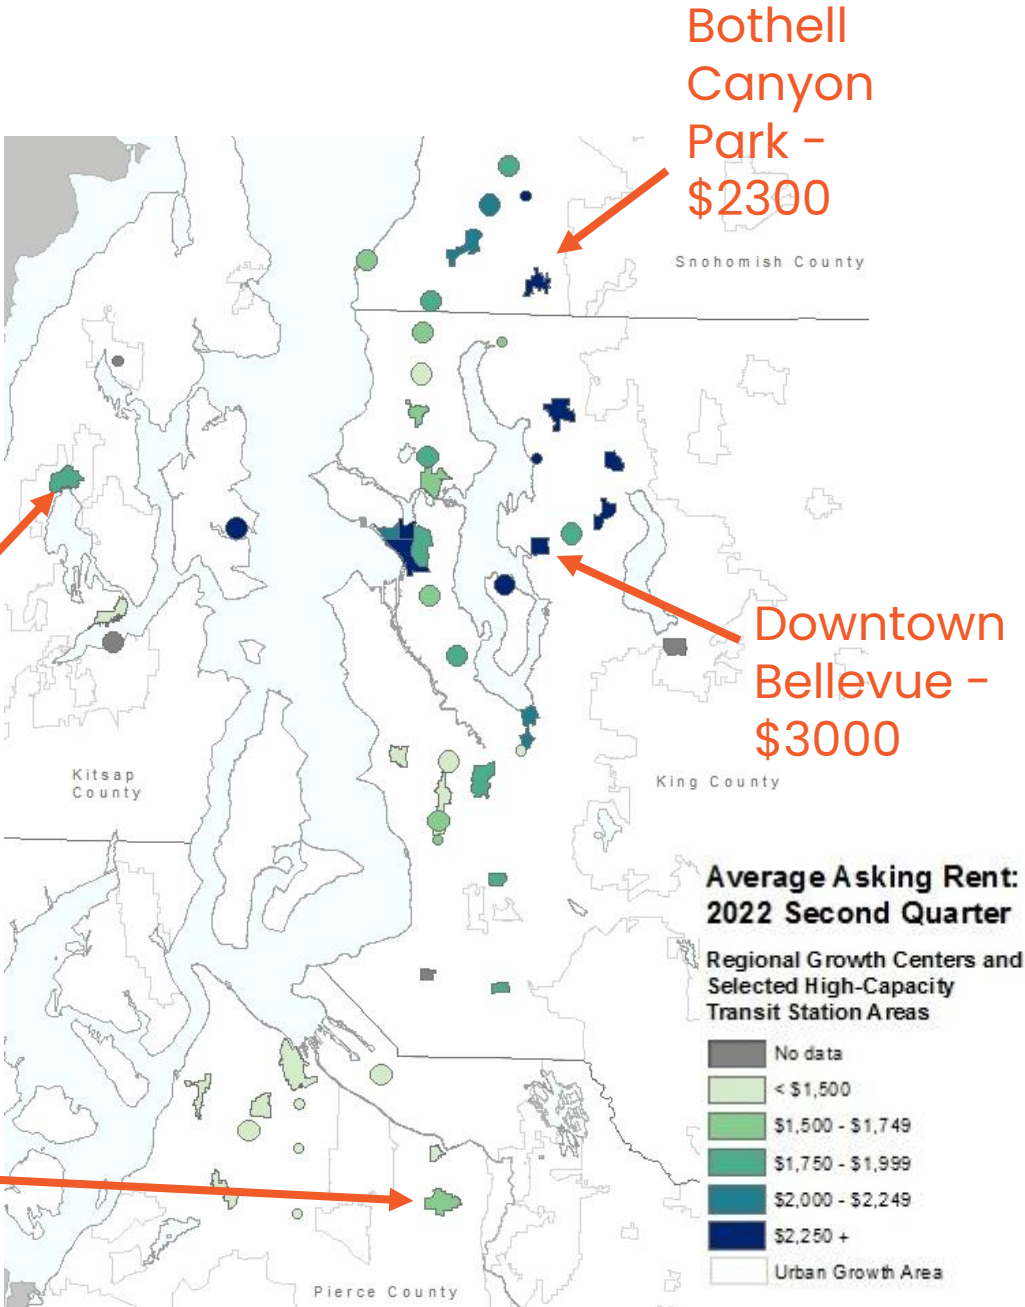 Bothell
Canyon
Park -
$2300
Snohomish County
Downtown
Bellevue -
$3000
Kitsap
County
King County
Average Asking Rent:
2022 Second Quarter
Regional Growth Centers and
Selected High-Capacity
Transit Station Areas
No data
< $1,500
$1,500 - $1,749
$1,750 - $1,999
$2,000 - $2,249
$2,250 +
Urban Growth Area
Pierce County